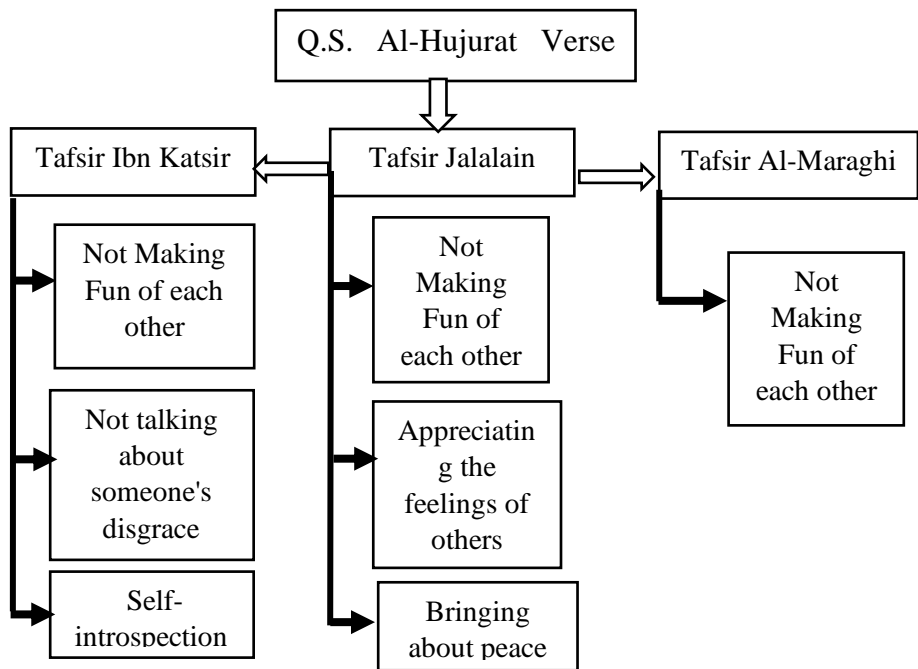 Q.S. Al-Hujurat Verse
Tafsir Ibn Katsir
Tafsir Jalalain
Tafsir Al-Maraghi
Not Making
Fun of each
other
Not talking
about
someone's
disgrace
Self-
introspection
Not
Making
Fun of
each other
Appreciatin
g the
feelings of
others
Bringing
about peace
Not
Making
Fun of
each other